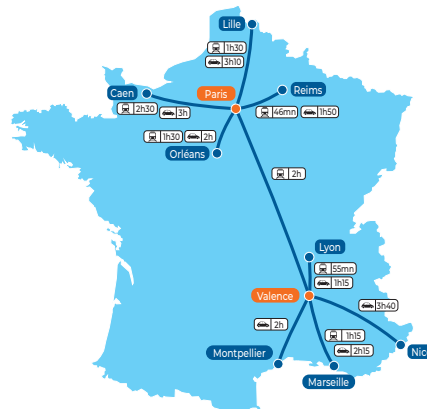 Lille
1h30
3h10
Caen
Paris
Reims
2h30
3h
46mn
1h50
1h30
2h
Orléans
2h
Lyon
55mn
1h15
Valence
3h40
2h
1h15
2h15
Montpellier
Nic
Marseille